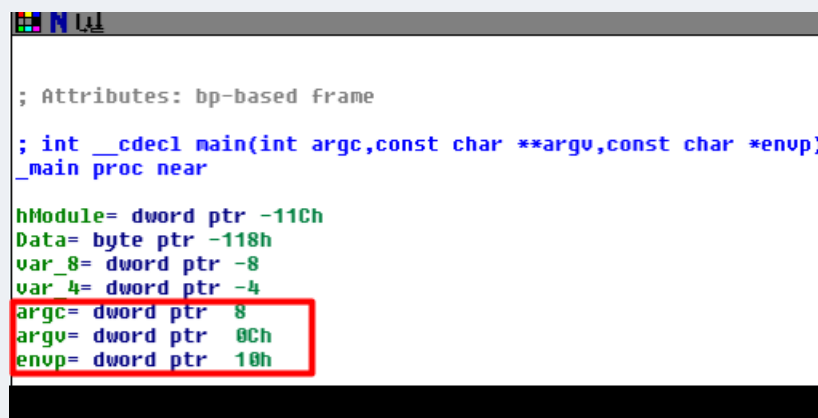 N
; Attributes: bp-based frame
; int __cdecl main(int argc,const char **argv,const char *envp)
_main proc near
hModule= dword ptr -11Ch
Data= byte ptr -118h
var_8= dword ptr -8
var_4= dword ptr -4
argc= dword ptr  8
argv= dword ptr  0Ch
envp= dword ptr  10h